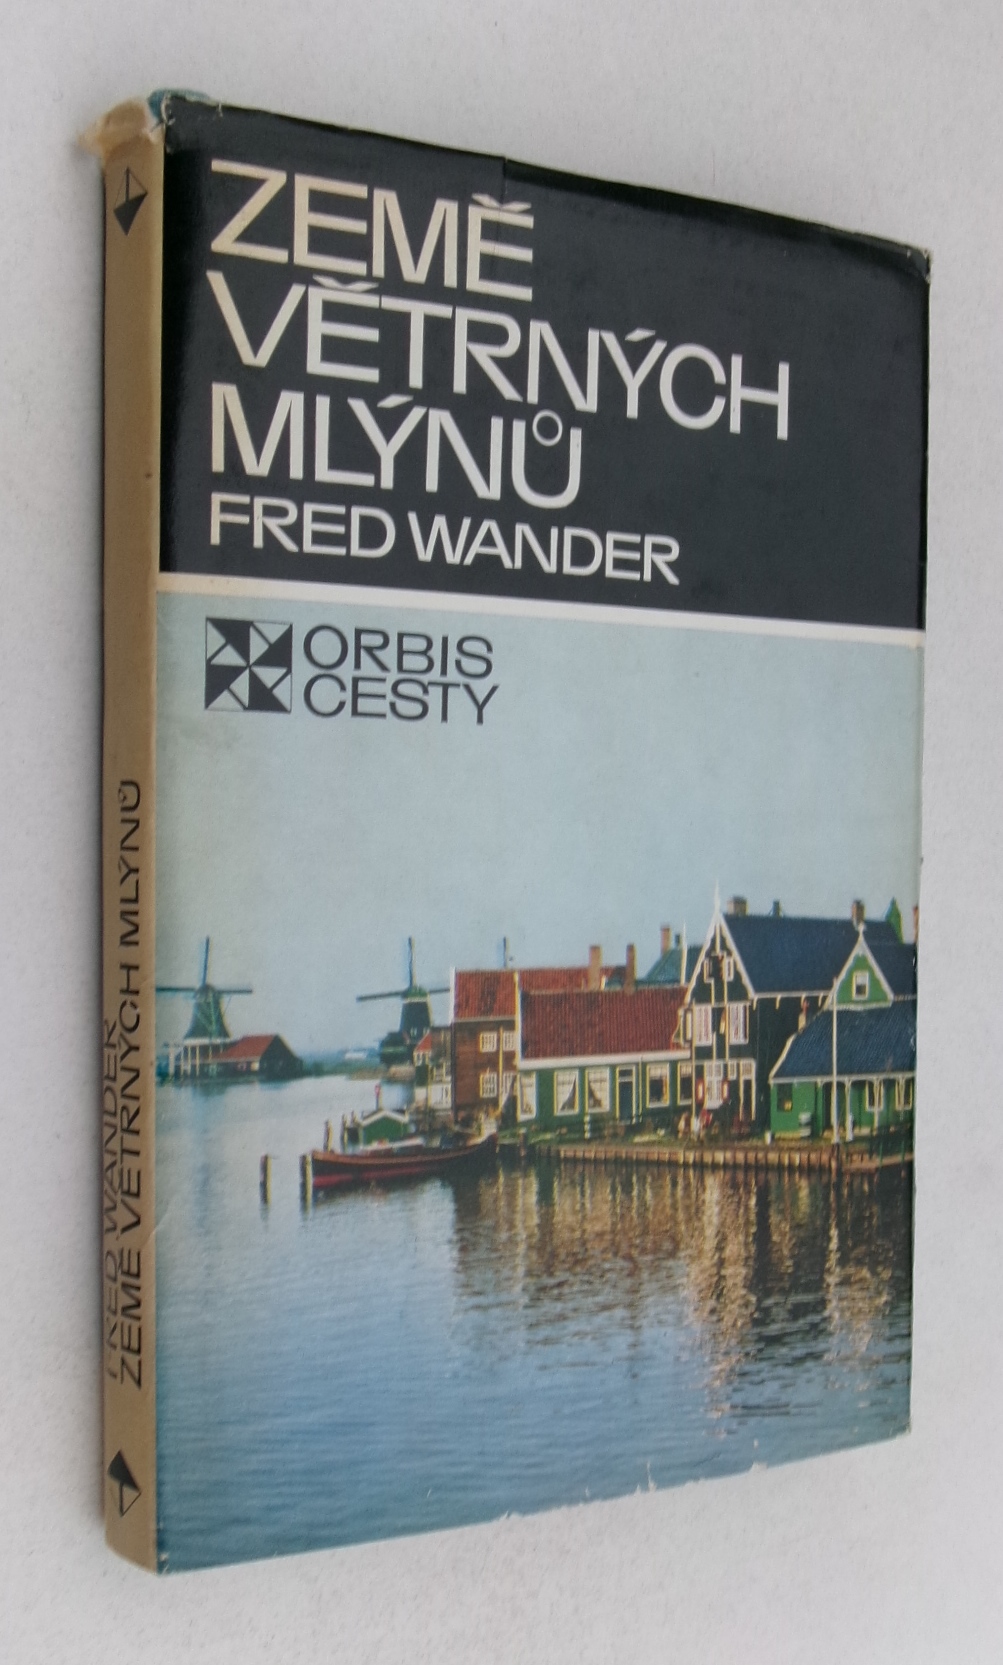 ZEMĚ
VĚTRNÝCH
MLÝNŮ
FRED WANDER
ORBIS
CESTY
FRED WANDER
ZEMĚ VĚTRNÝCH MLÝNŮ